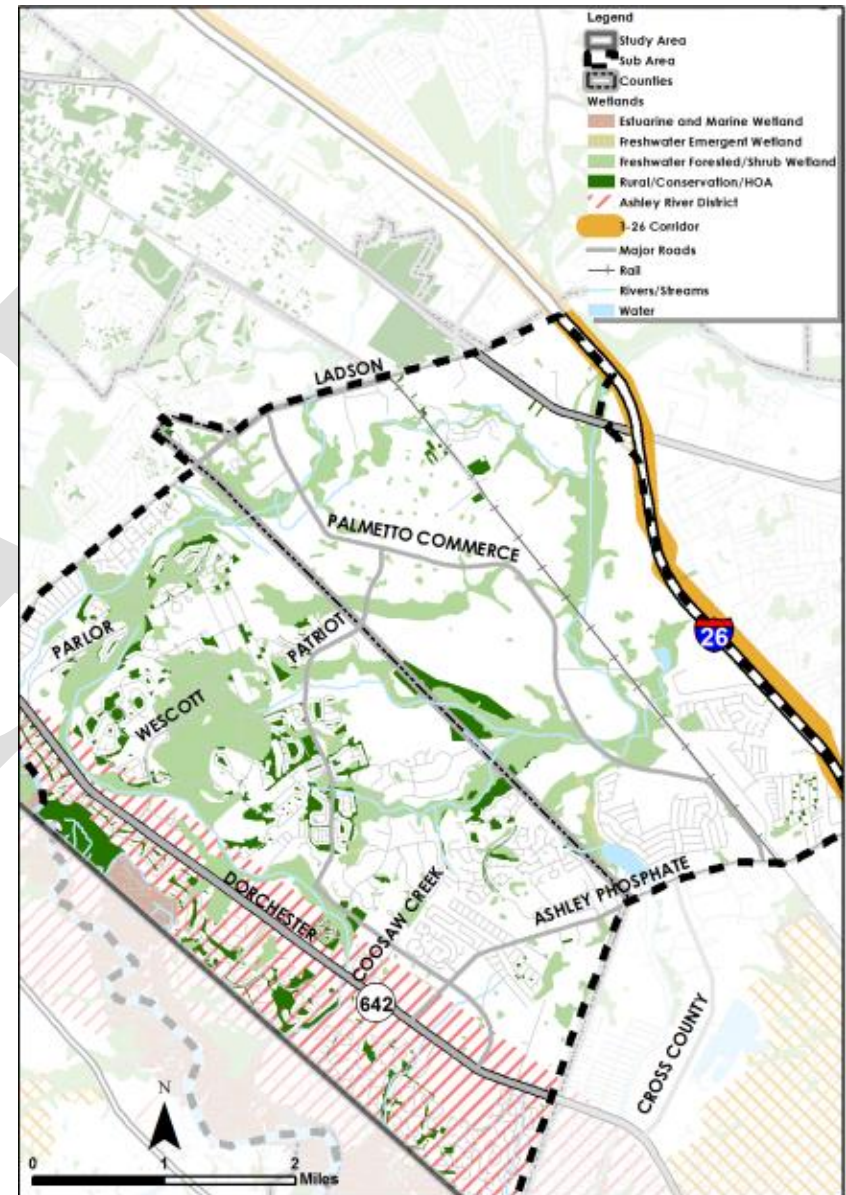 Legend
Study Area
Sub Area
Counties
Wetlands
Estuarine and Marine Wetland
Freshwater Emergent Wetland
Freshwater Forested/Shrub Wetland
Rural/Conservation/HOA
Ashley River District
I-26 Corridor
Major Roads
Rail
Rivers/Streams
Water
LADSON
PALMETTO COMMERCE
26
PARLOR
PATRIOT
WESCOTT
DORCHESTER
COOSAW CREEK
ASHLEY PHOSPHATE
642
CROSS COUNTY
N
0 1 2
Miles